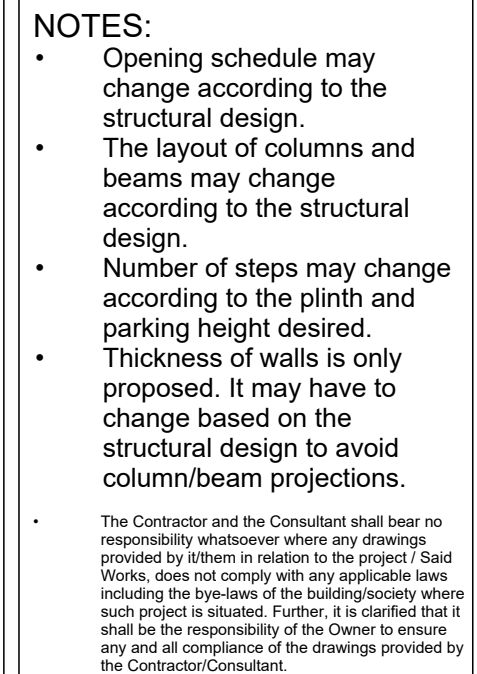 NOTES:
• Opening schedule may
change according to the
structural design.
• The layout of columns and
beams may change
according to the structural
design.
• Number of steps may change
according to the plinth and
parking height desired.
• Thickness of walls is only
proposed. It may have to
change based on the
structural design to avoid
column/beam projections.
• The Contractor and the Consultant shall bear no
responsibility whatsoever where any drawings
provided by it/them in relation to the project / Said
Works, does not comply with any applicable laws
including the bye-laws of the building/society where
such project is situated. Further, it is clarified that it
shall be the responsibility of the Owner to ensure
any and all compliance of the drawings provided by
the Contractor/Consultant.